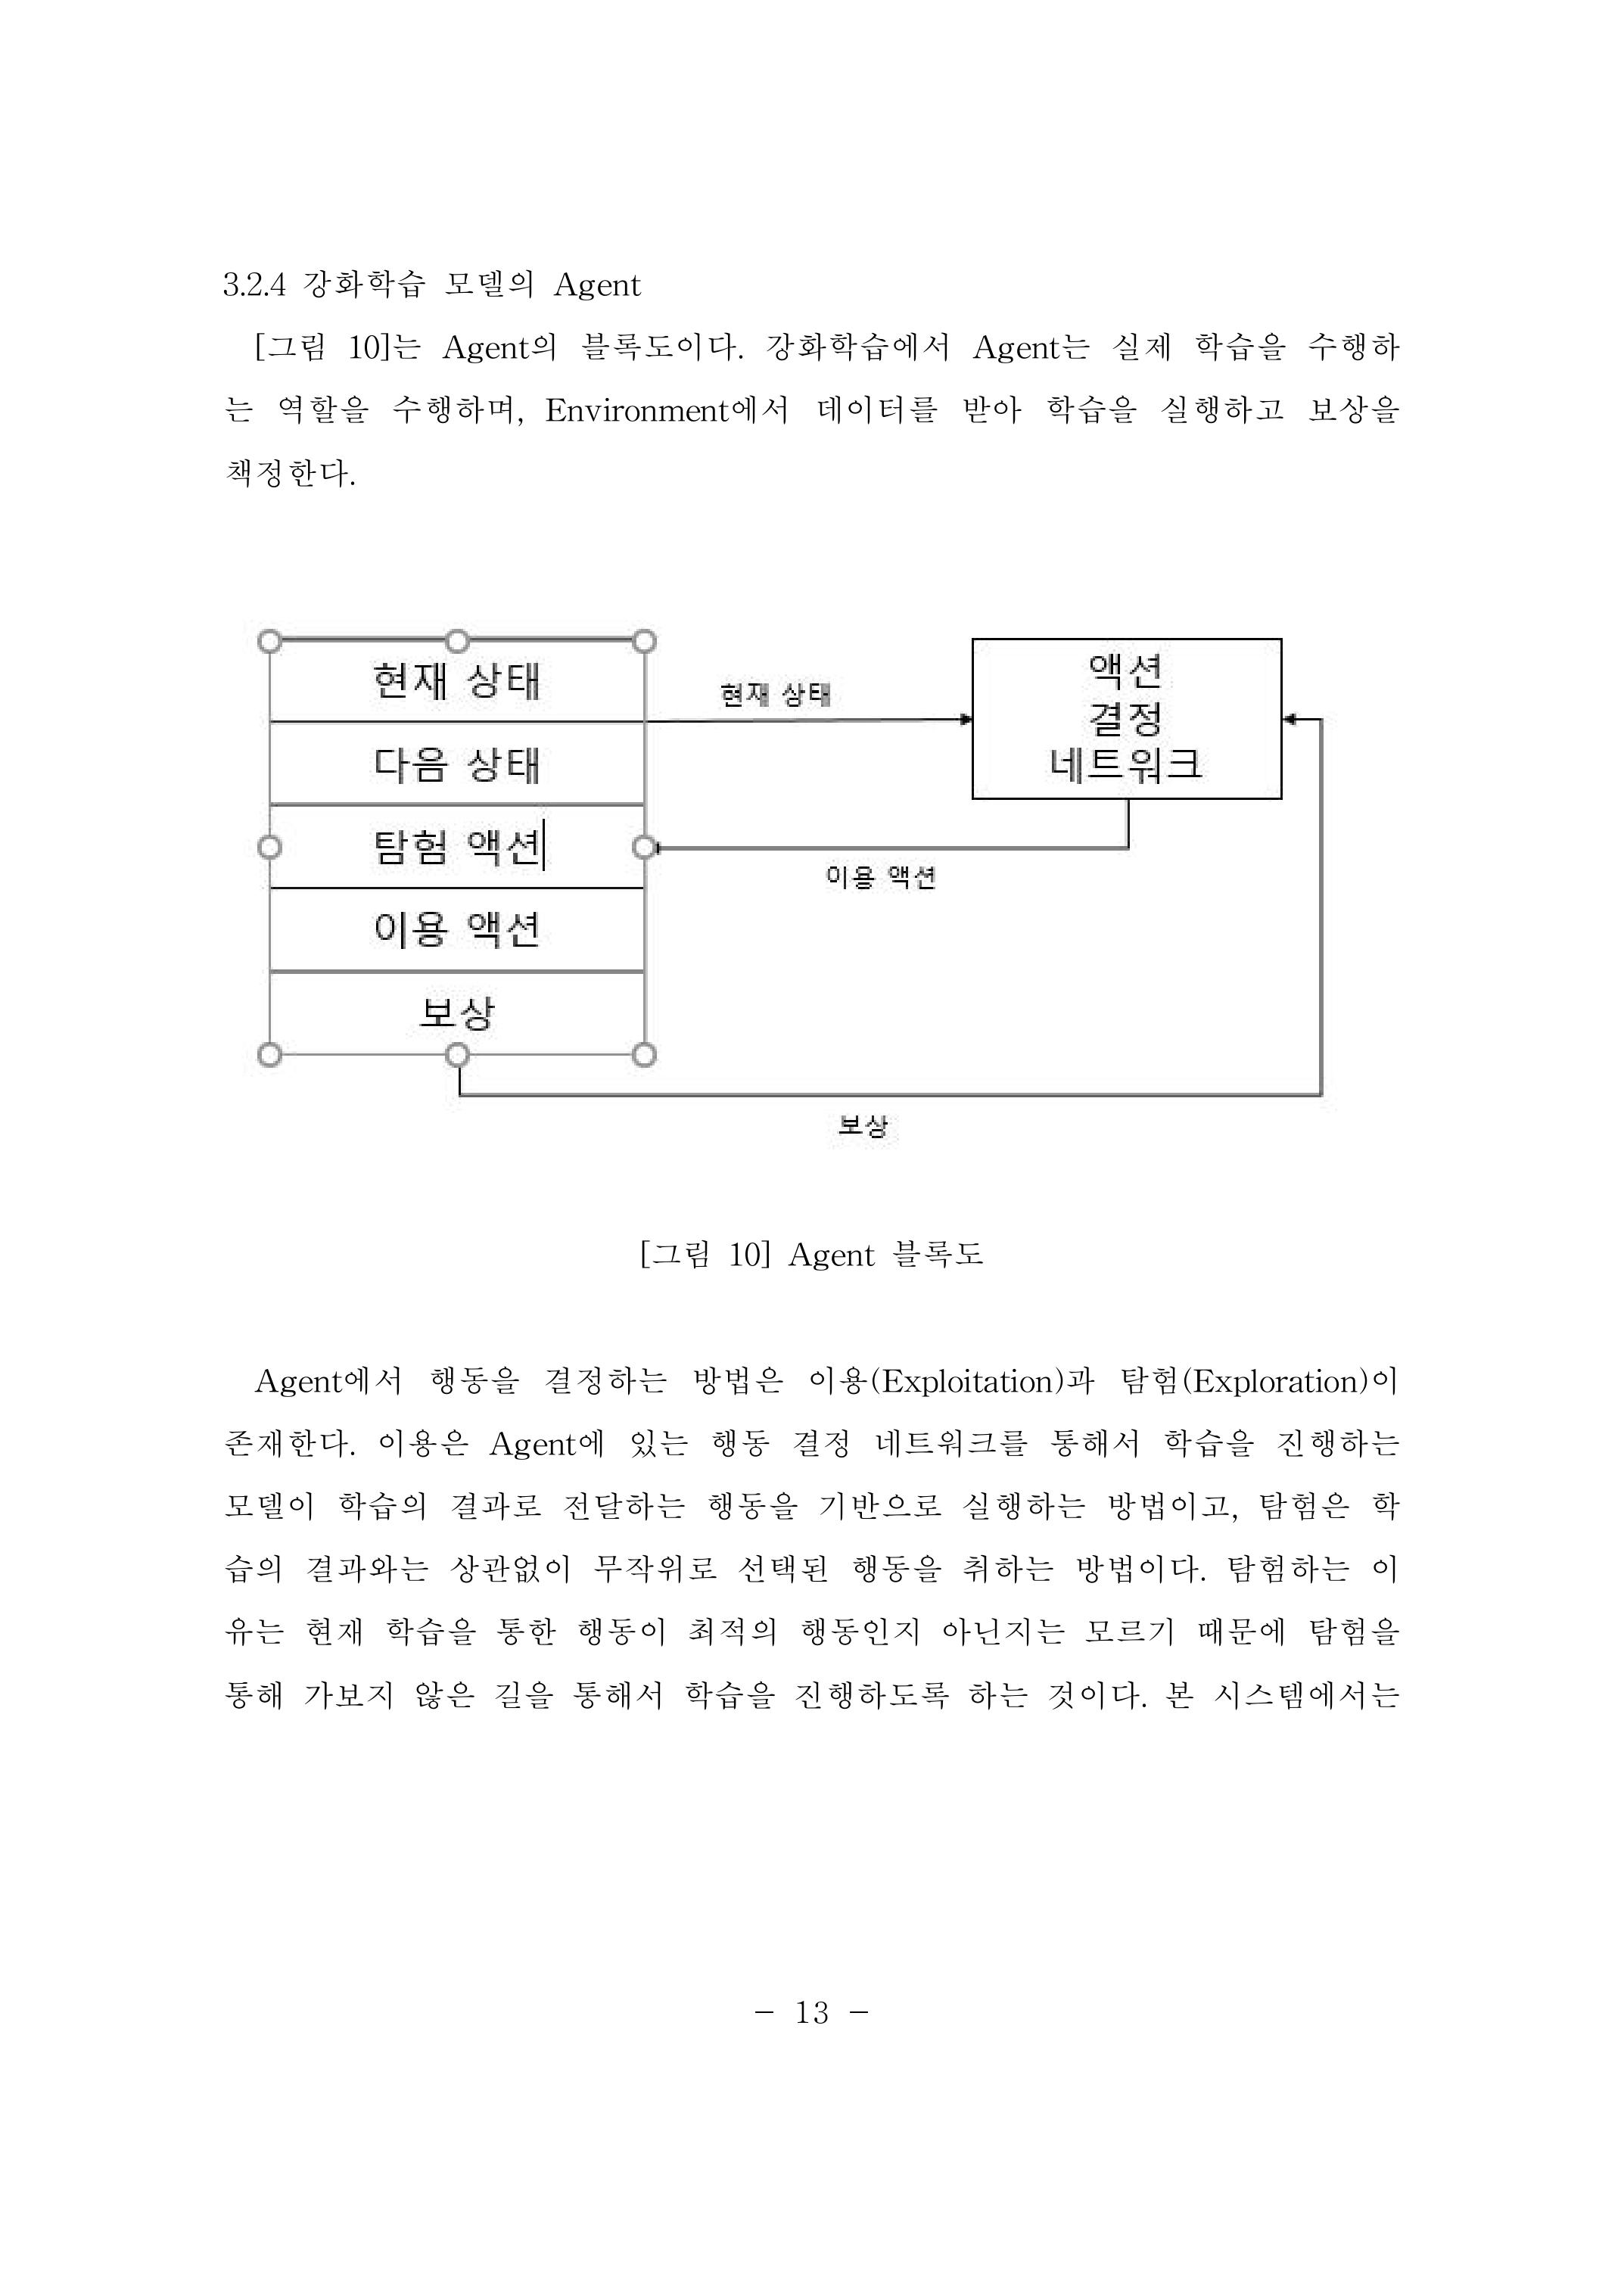 3.2.4 강화학습 모델의 Agent
[그림 10]는 Agent의 블록도이다. 강화학습에서 Agent는 실제 학습을 수행하
는 역할을 수행하며, Environment에서 데이터를 받아 학습을 실행하고 보상을
책정한다.
현재 상태
다음 상태
탐험 액션
이용 액션
보상
현재 상태
액션
결정
네트워크
이용 액션
보상
[그림 10] Agent 블록도
Agent에서 행동을 결정하는 방법은 이용(Exploitation)과 탐험(Exploration)이
존재한다. 이용은 Agent에 있는 행동 결정 네트워크를 통해서 학습을 진행하는
모델이 학습의 결과로 전달하는 행동을 기반으로 실행하는 방법이고, 탐험은 학
습의 결과와는 상관없이 무작위로 선택된 행동을 취하는 방법이다. 탐험하는 이
유는 현재 학습을 통한 행동이 최적의 행동인지 아닌지는 모르기 때문에 탐험을
통해 가보지 않은 길을 통해서 학습을 진행하도록 하는 것이다. 본 시스템에서는
- 13 -